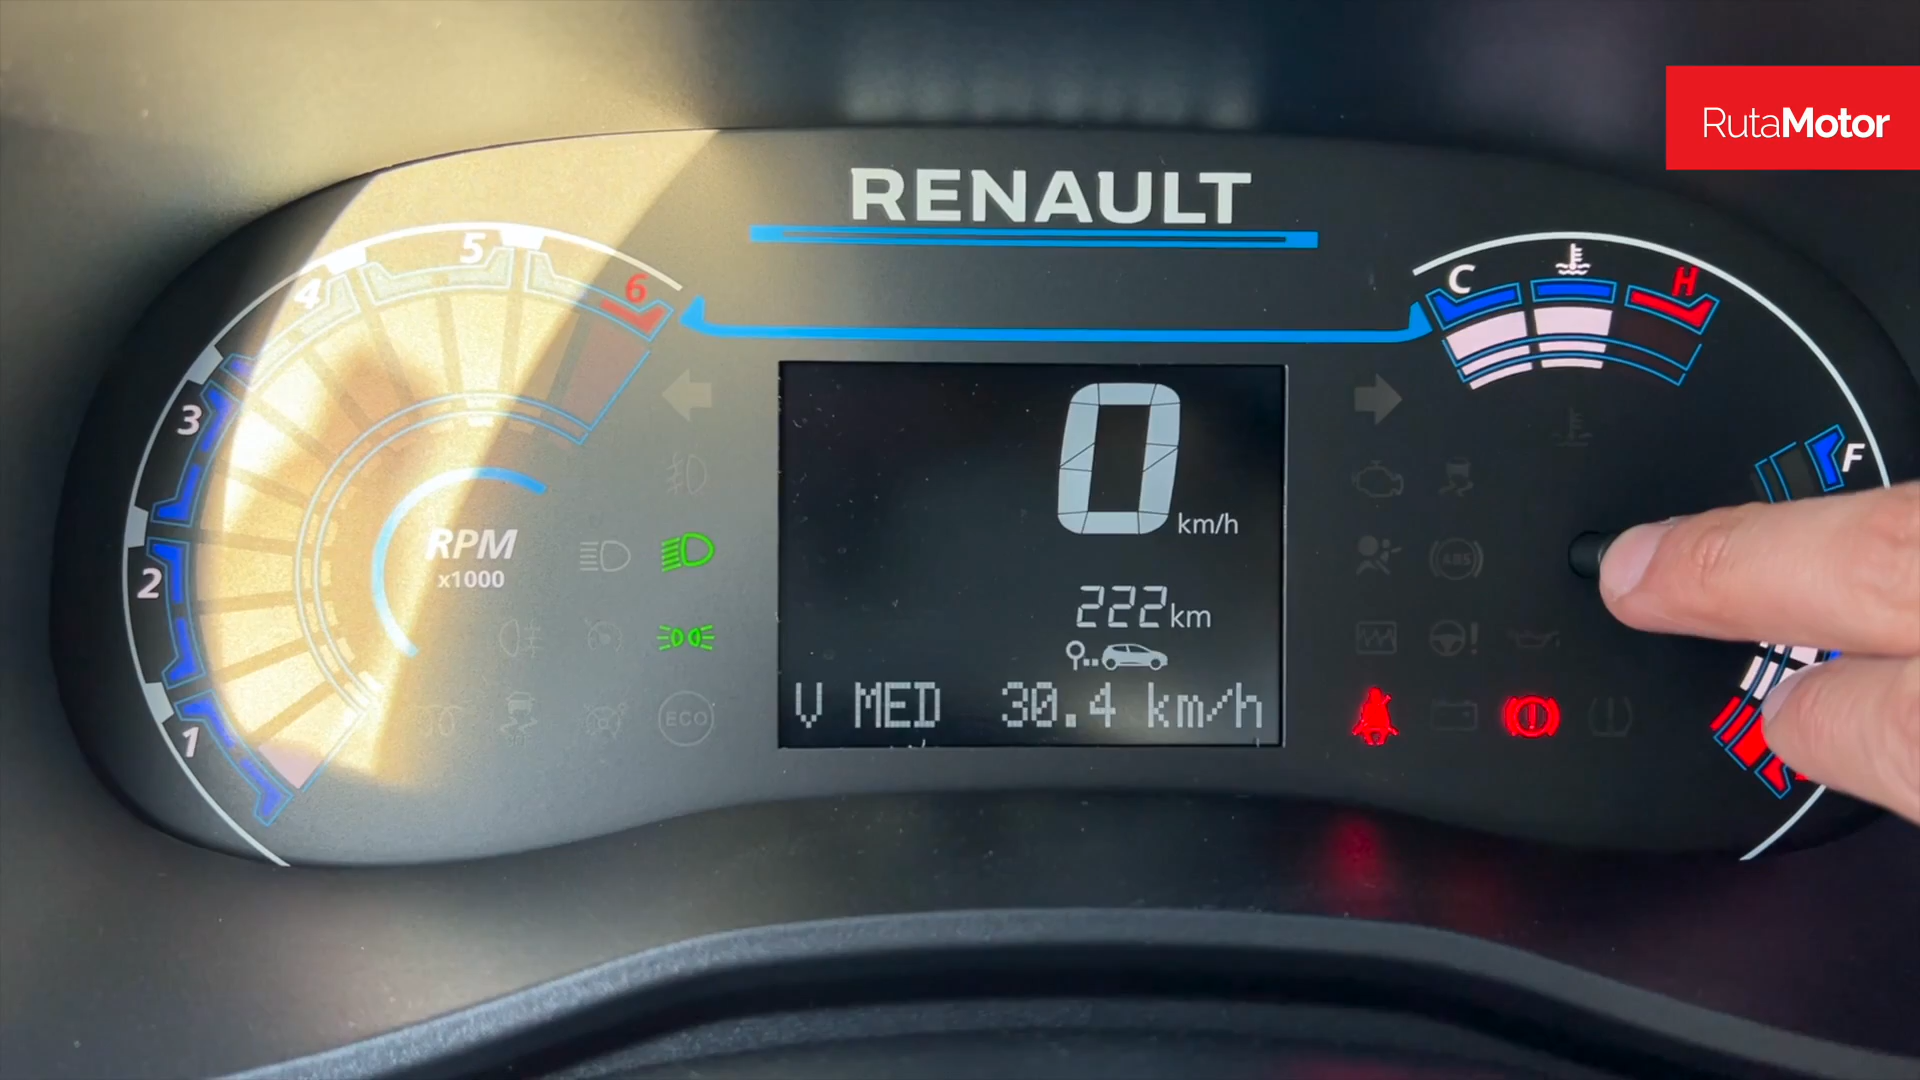 RutaMotor
RENAULT
1
2
3
4
5
6
RPM
x1000
C
H
F
0 km/h
222 km
V MED 30.4 km/h
ECO
ABS